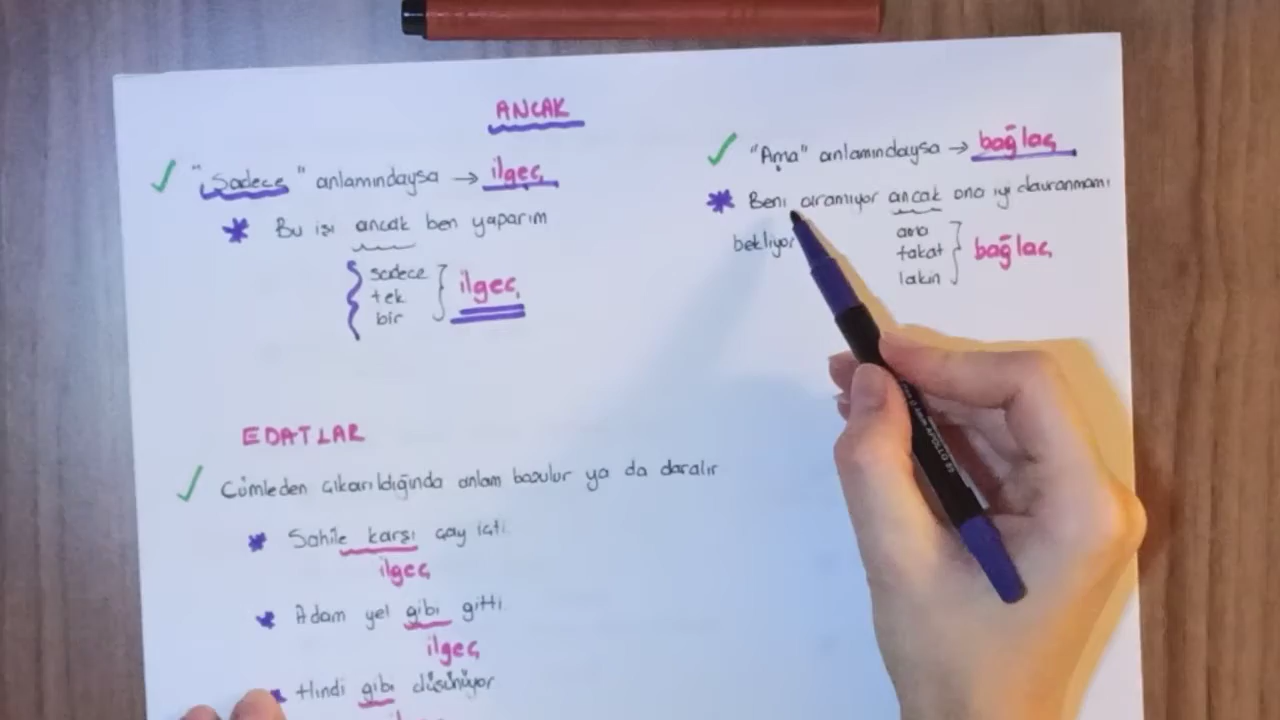 ANCAK
"Sadece" anlamındaysa → ilgeç
Bu işi ancak ben yaparım
sadece
tek
bir
ilgeç
"Ama" anlamındaysa → bağlaç
Beni aramıyor ancak ona iyi davranmamı
bekliyor
ama
fakat
lakin
bağlaç
EDATLAR
Cümleden çıkarıldığında anlam bozulur ya da daralır
Sahile karşı çay içti.
ilgeç
Adam yel gibi gitti.
ilgeç
Hindi gibi düşünüyor